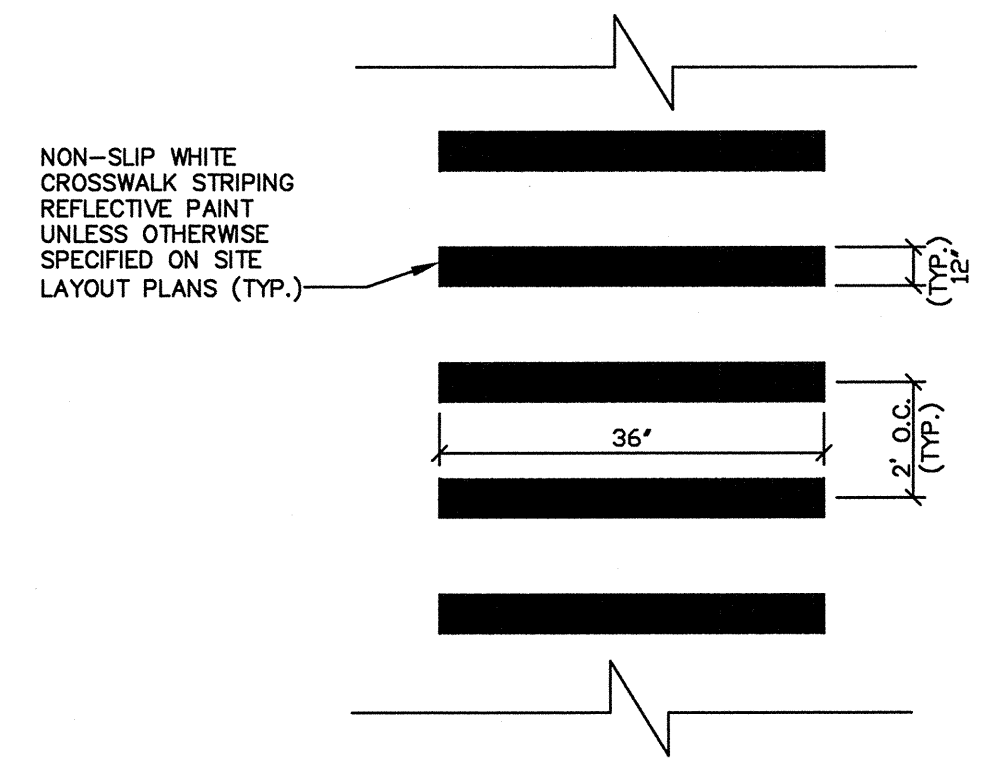 NON-SLIP WHITE
CROSSWALK STRIPING
REFLECTIVE PAINT
UNLESS OTHERWISE
SPECIFIED ON SITE
LAYOUT PLANS (TYP.)
(TYP.)
12"
36"
2' O.C.
(TYP.)